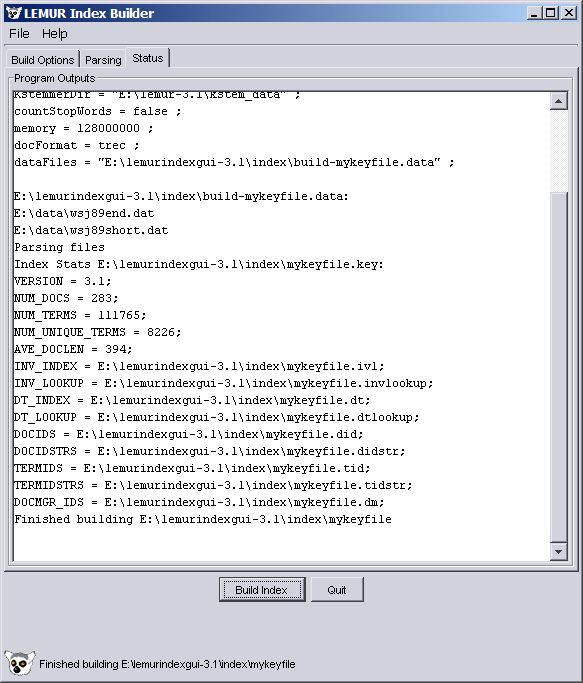 LEMUR Index Builder
File Help
Build Options Parsing Status
Program Outputs
KstemmerDir = "E:\lemur-3.1\kstem_data" ;
countStopWords = false ;
memory = 128000000 ;
docFormat = trec ;
dataFiles = "E:\lemurindexgui-3.1\index\build-mykeyfile.data" ;
E:\lemurindexgui-3.1\index\build-mykeyfile.data:
E:\data\wsj89end.dat
E:\data\wsj89short.dat
Parsing files
Index Stats E:\lemurindexgui-3.1\index\mykeyfile.key:
VERSION = 3.1;
NUM_DOCS = 283;
NUM_TERMS = 111765;
NUM_UNIQUE_TERMS = 8226;
AVE_DOCLEN = 394;
INV_INDEX = E:\lemurindexgui-3.1\index\mykeyfile.ivl;
INV_LOOKUP = E:\lemurindexgui-3.1\index\mykeyfile.invlookup;
DT_INDEX = E:\lemurindexgui-3.1\index\mykeyfile.dt;
DT_LOOKUP = E:\lemurindexgui-3.1\index\mykeyfile.dtlookup;
DOCIDS = E:\lemurindexgui-3.1\index\mykeyfile.did;
DOCIDSTRS = E:\lemurindexgui-3.1\index\mykeyfile.didstr;
TERMIDS = E:\lemurindexgui-3.1\index\mykeyfile.tid;
TERMIDSTRS = E:\lemurindexgui-3.1\index\mykeyfile.tidstr;
DOCMGR_IDS = E:\lemurindexgui-3.1\index\mykeyfile.dm;
Finished building E:\lemurindexgui-3.1\index\mykeyfile
Build Index Quit
Finished building E:\lemurindexgui-3.1\index\mykeyfile